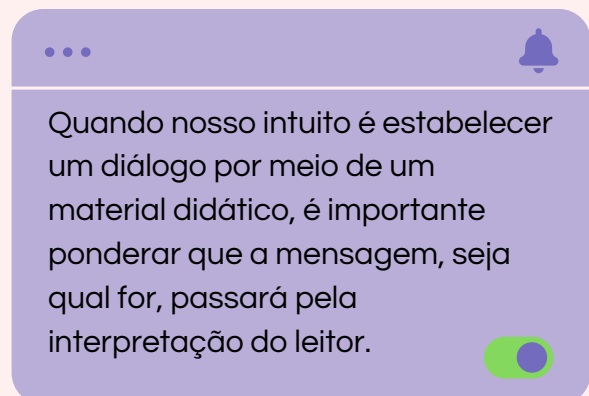 Quando nosso intuito é estabelecer
um diálogo por meio de um
material didático, é importante
ponderar que a mensagem, seja
qual for, passará pela
interpretação do leitor.